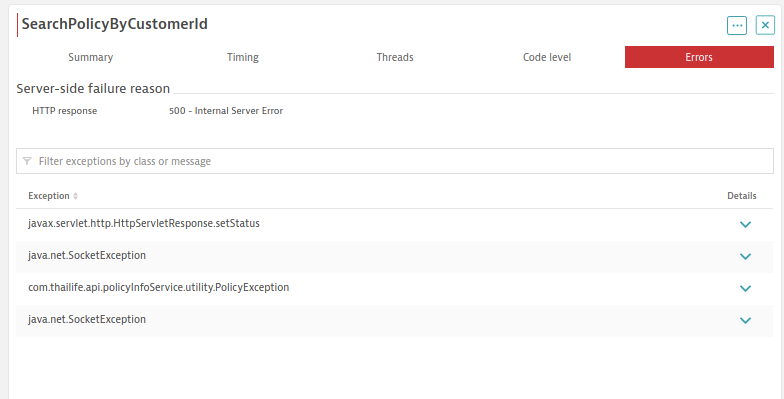 SearchPolicyByCustomerId
...
Summary Timing Threads Code level Errors
Server-side failure reason
HTTP response 500 - Internal Server Error
Filter exceptions by class or message
Exception Details
javax.servlet.http.HttpServletResponse.setStatus
java.net.SocketException
com.thailife.api.policyInfoService.utility.PolicyException
java.net.SocketException